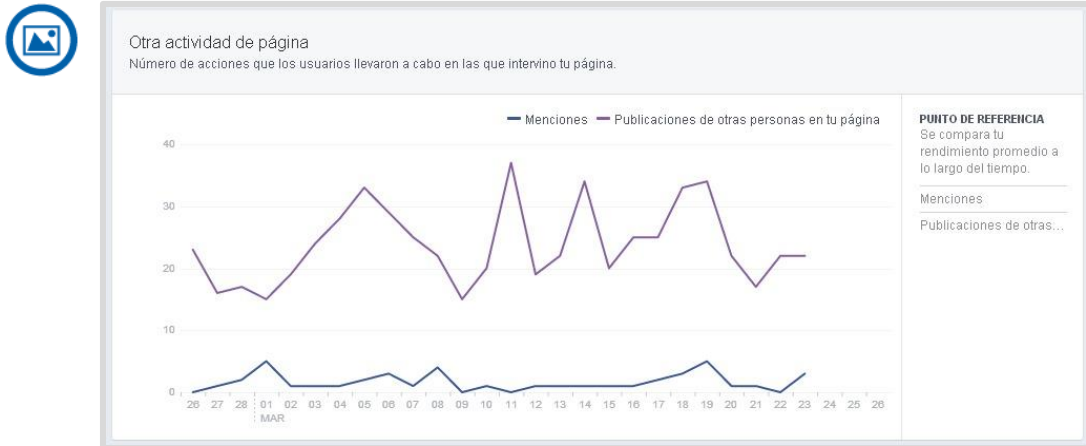 Otra actividad de página
Número de acciones que los usuarios llevaron a cabo en las que intervino tu página.
Menciones Publicaciones de otras personas en tu página
40
30
20
10
0
26 27 28 01 02 03 04 05 06 07 08 09 10 11 12 13 14 15 16 17 18 19 20 21 22 23 24 25 26
MAR
PUNTO DE REFERENCIA
Se compara tu
rendimiento promedio a
lo largo del tiempo.
Menciones
Publicaciones de otras...